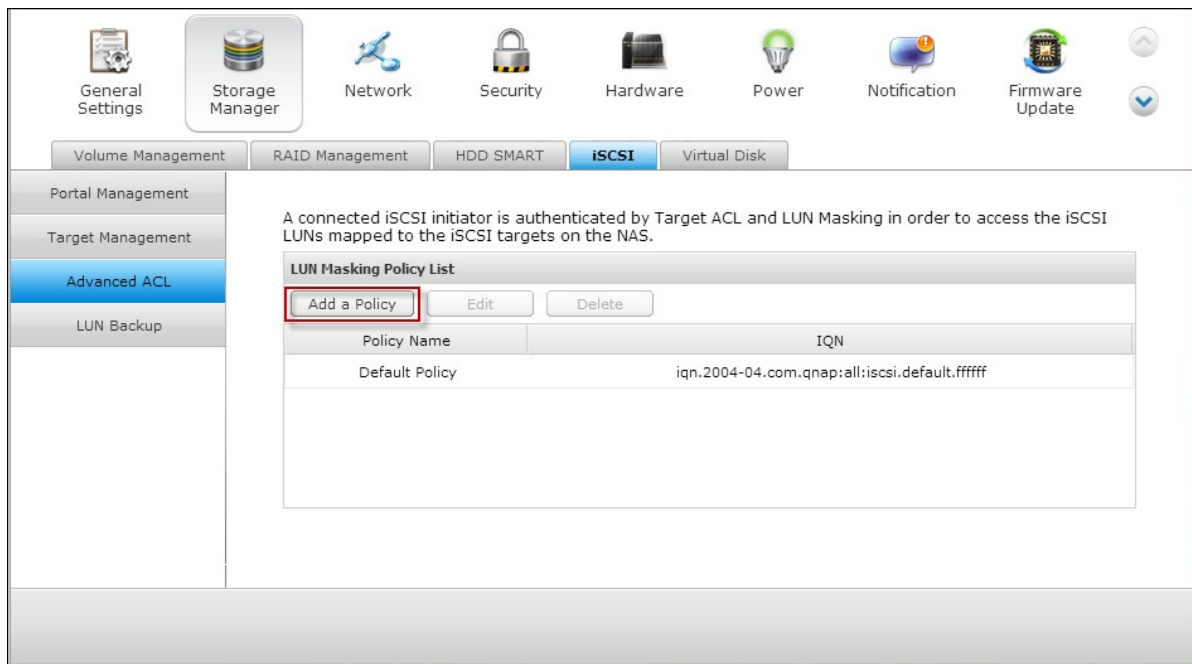 General Settings
Storage Manager
Network
Security
Hardware
Power
Notification
Firmware Update
Volume Management
RAID Management
HDD SMART
iSCSI
Virtual Disk
Portal Management
Target Management
Advanced ACL
LUN Backup
A connected iSCSI initiator is authenticated by Target ACL and LUN Masking in order to access the iSCSI
LUNs mapped to the iSCSI targets on the NAS.
LUN Masking Policy List
Add a Policy
Edit
Delete
Policy Name
IQN
Default Policy
iqn.2004-04.com.qnap:all:iscsi.default.ffffff